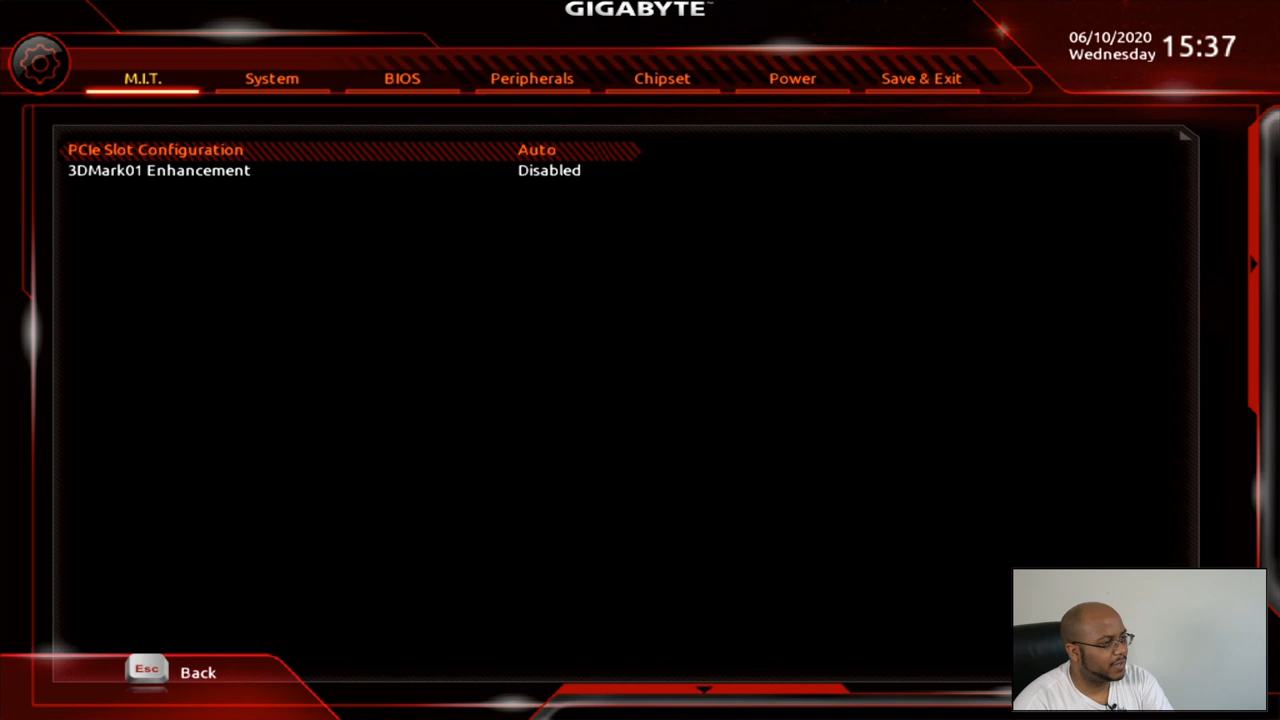 GIGABYTE™
06/10/2020
Wednesday
15:37
M.I.T.
System
BIOS
Peripherals
Chipset
Power
Save & Exit
PCIe Slot Configuration Auto
3DMark01 Enhancement Disabled
Esc Back